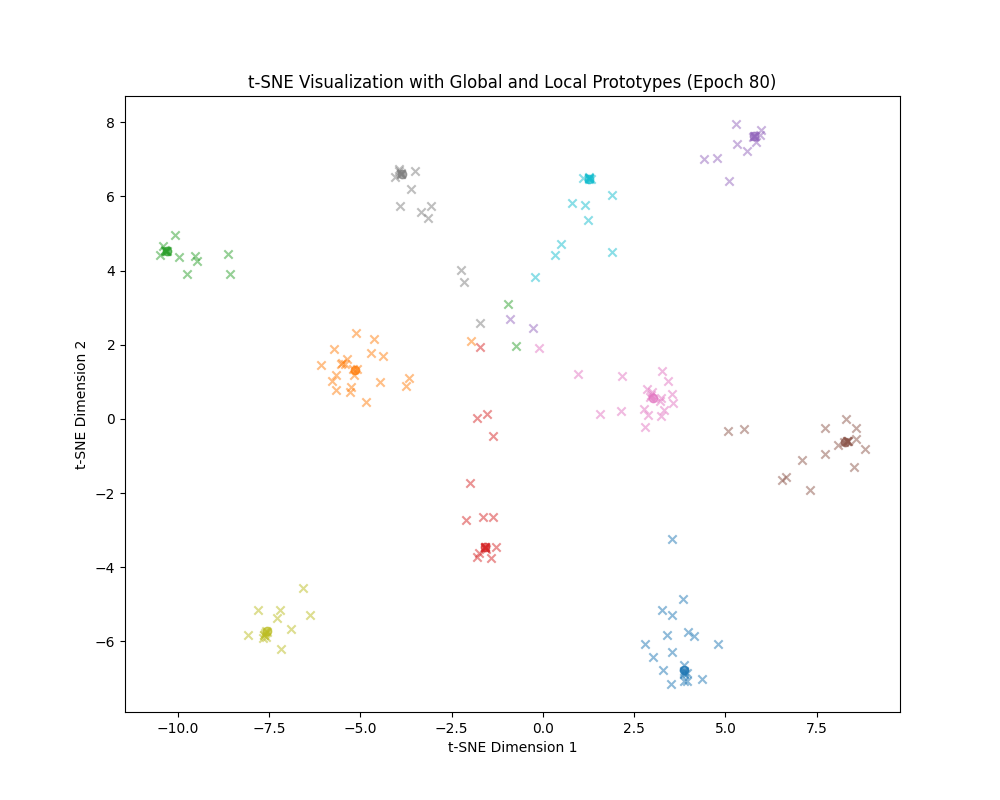 t-SNE Visualization with Global and Local Prototypes (Epoch 80)
t-SNE Dimension 2
8
6
4
2
0
−2
−4
−6
−10.0 −7.5 −5.0 −2.5 0.0 2.5 5.0 7.5
t-SNE Dimension 1